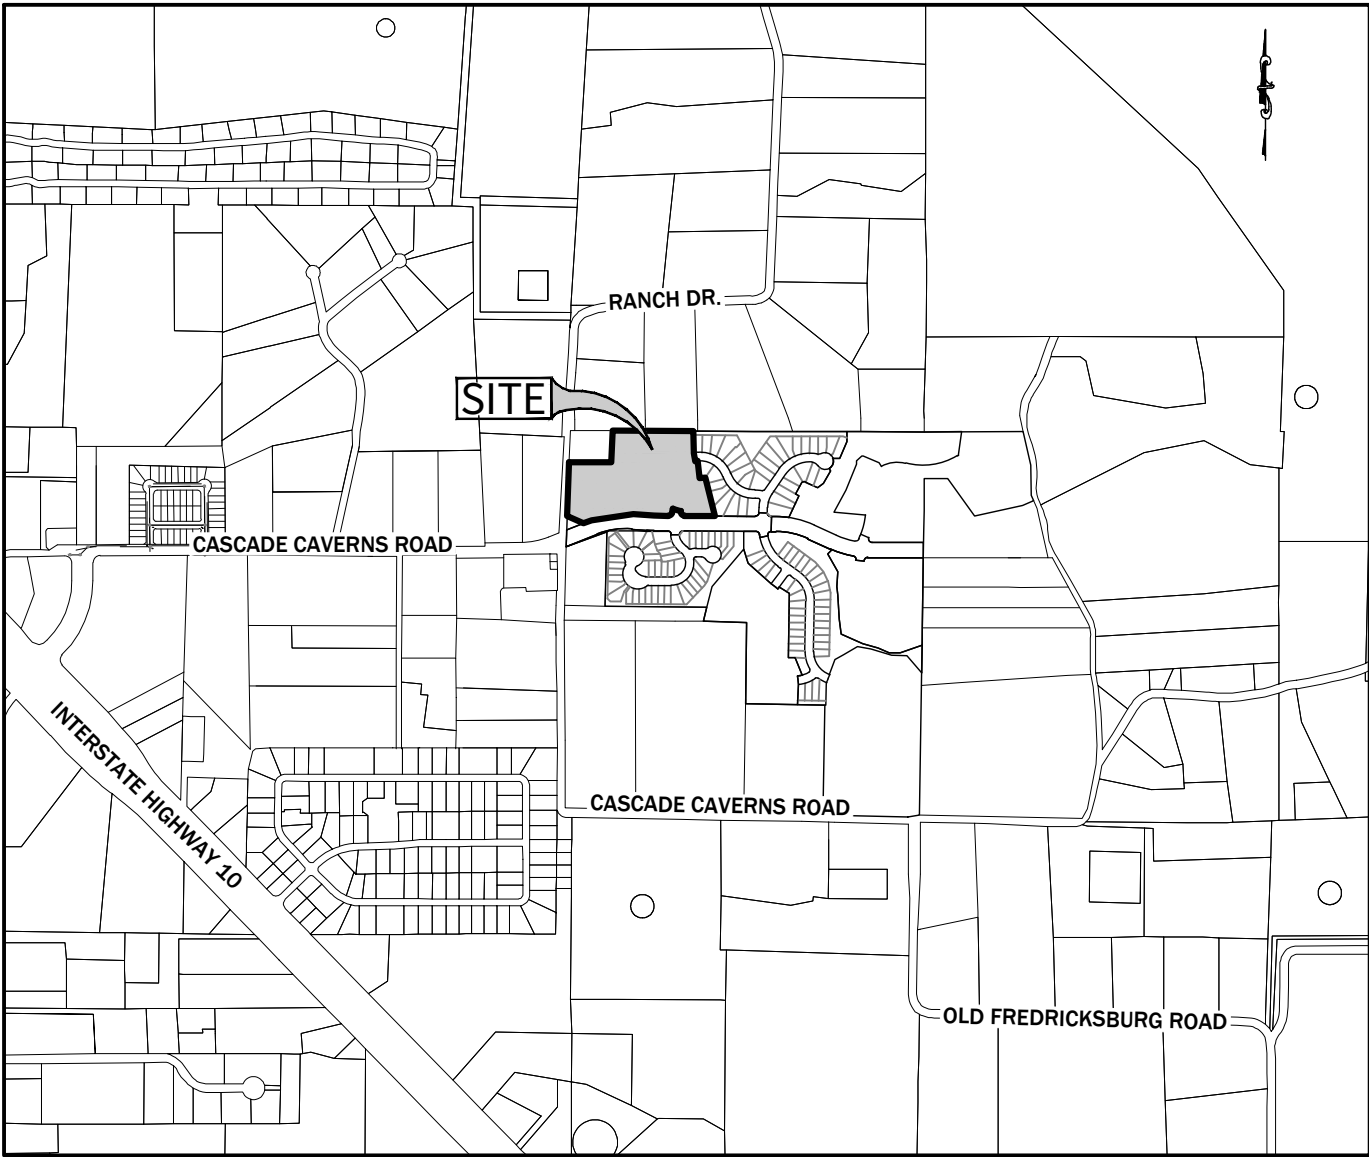 RANCH DR.
SITE
CASCADE CAVERNS ROAD
INTERSTATE HIGHWAY 10
CASCADE CAVERNS ROAD
OLD FREDRICKSBURG ROAD